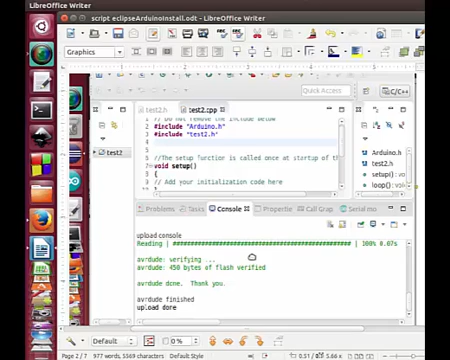 LibreOffice Writer
script eclipseArduinoInstall.odt - LibreOffice Writer
Graphics
Quick Access
C/C++
test2.h
test2.cpp
// Do not remove the include below
#include "Arduino.h"
#include "test2.h"
//The setup function is called once at startup of th
void setup()
{
// Add your initialization code here
test2
Arduino.h
test2.h
setup()
loop()
Problems
Tasks
Console
Propertie
Call Grap
Serial mo
upload console
Reading | ################################################## | 100% 0.07s
avrdude: verifying ...
avrdude: 450 bytes of flash verified
avrdude done.  Thank you.
avrdude finished
upload done
Default
0 %
Default
Page 2 / 7
977 words, 5569 characters
Default Style